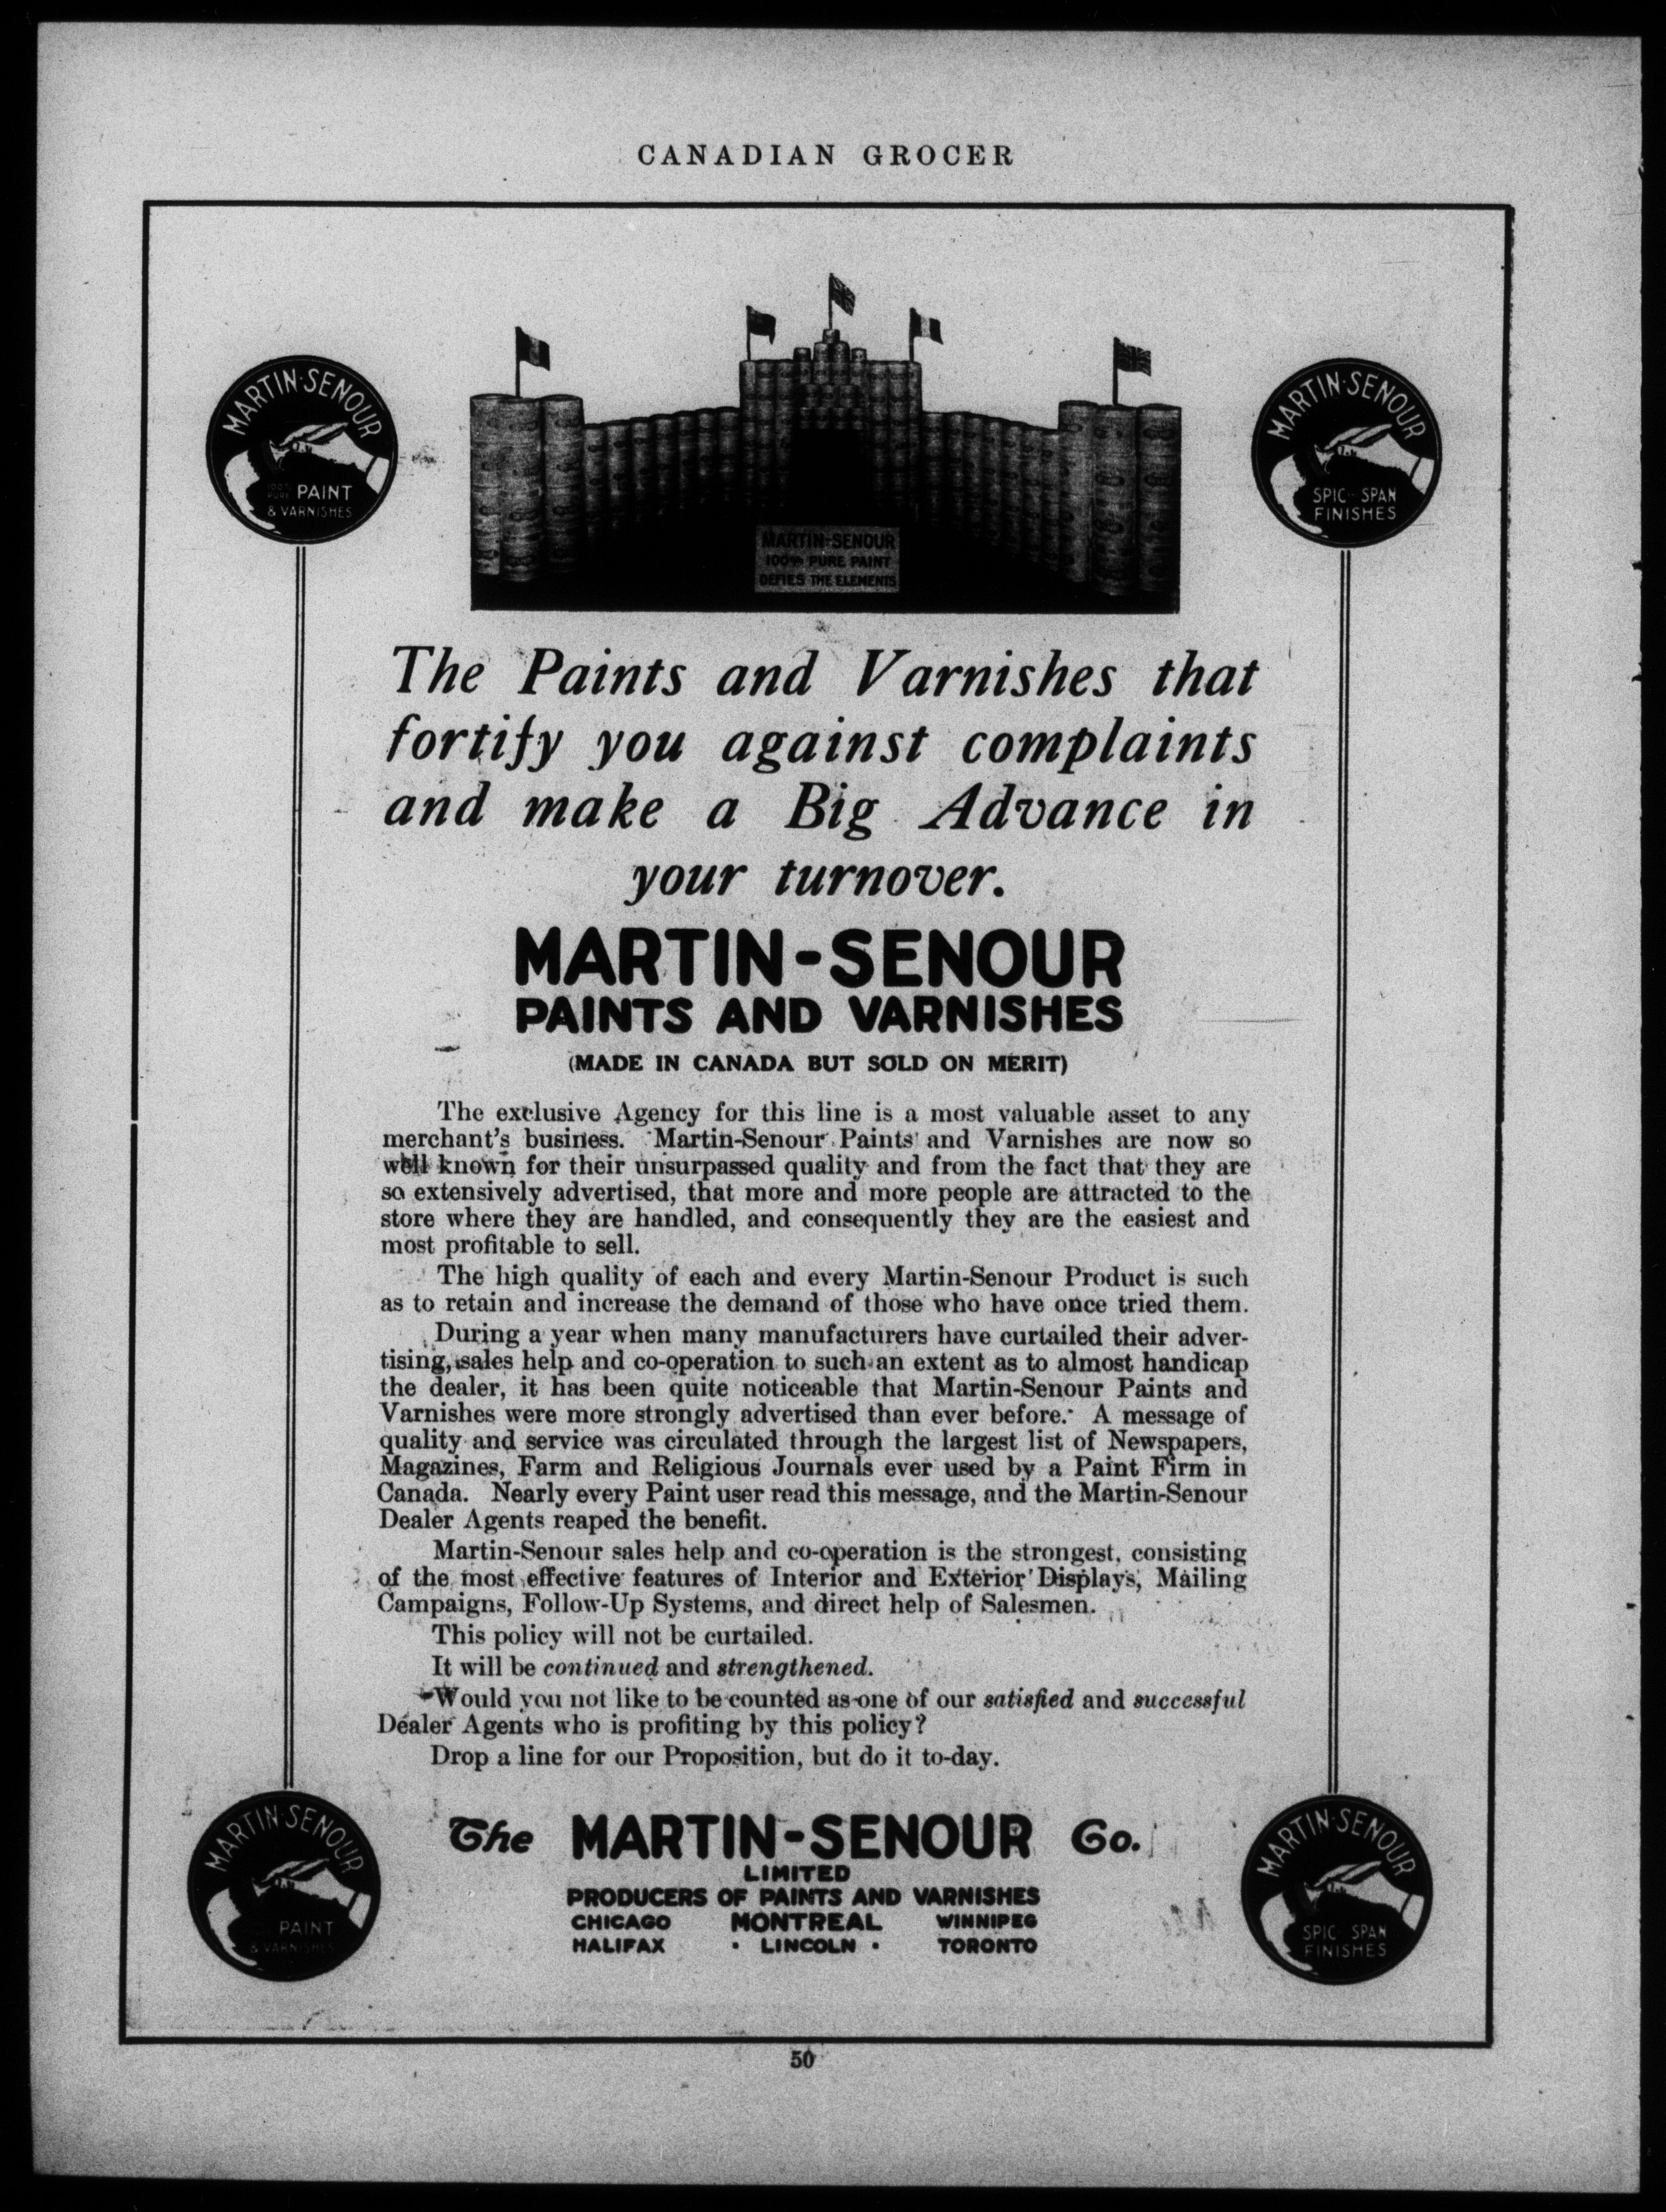 CANADIAN GROCER
MARTIN-SENOUR
100% PURE PAINT
& VARNISHES
MARTIN-SENOUR
SPIC SPAN
FINISHES
MARTIN-SENOUR
100% PURE PAINT
DEFIES THE ELEMENTS
The Paints and Varnishes that
fortify you against complaints
and make a Big Advance in
your turnover.
MARTIN-SENOUR
PAINTS AND VARNISHES
(MADE IN CANADA BUT SOLD ON MERIT)
The exclusive Agency for this line is a most valuable asset to any
merchant's business. Martin-Senour Paints and Varnishes are now so
well known for their unsurpassed quality and from the fact that they are
so extensively advertised, that more and more people are attracted to the
store where they are handled, and consequently they are the easiest and
most profitable to sell.
The high quality of each and every Martin-Senour Product is such
as to retain and increase the demand of those who have once tried them.
During a year when many manufacturers have curtailed their adver-
tising, sales help and co-operation to such an extent as to almost handicap
the dealer, it has been quite noticeable that Martin-Senour Paints and
Varnishes were more strongly advertised than ever before. A message of
quality and service was circulated through the largest list of Newspapers,
Magazines, Farm and Religious Journals ever used by a Paint Firm in
Canada. Nearly every Paint user read this message, and the Martin-Senour
Dealer Agents reaped the benefit.
Martin-Senour sales help and co-operation is the strongest, consisting
of the most effective features of Interior and Exterior Displays, Mailing
Campaigns, Follow-Up Systems, and direct help of Salesmen.
This policy will not be curtailed.
It will be continued and strengthened.
Would you not like to be counted as one of our satisfied and successful
Dealer Agents who is profiting by this policy?
Drop a line for our Proposition, but do it to-day.
MARTIN-SENOUR
PAINT
& VARNISHES
The MARTIN-SENOUR Co.
LIMITED
PRODUCERS OF PAINTS AND VARNISHES
CHICAGO MONTREAL WINNIPEG
HALIFAX · LINCOLN · TORONTO
MARTIN-SENOUR
SPIC SPAN
FINISHES
50